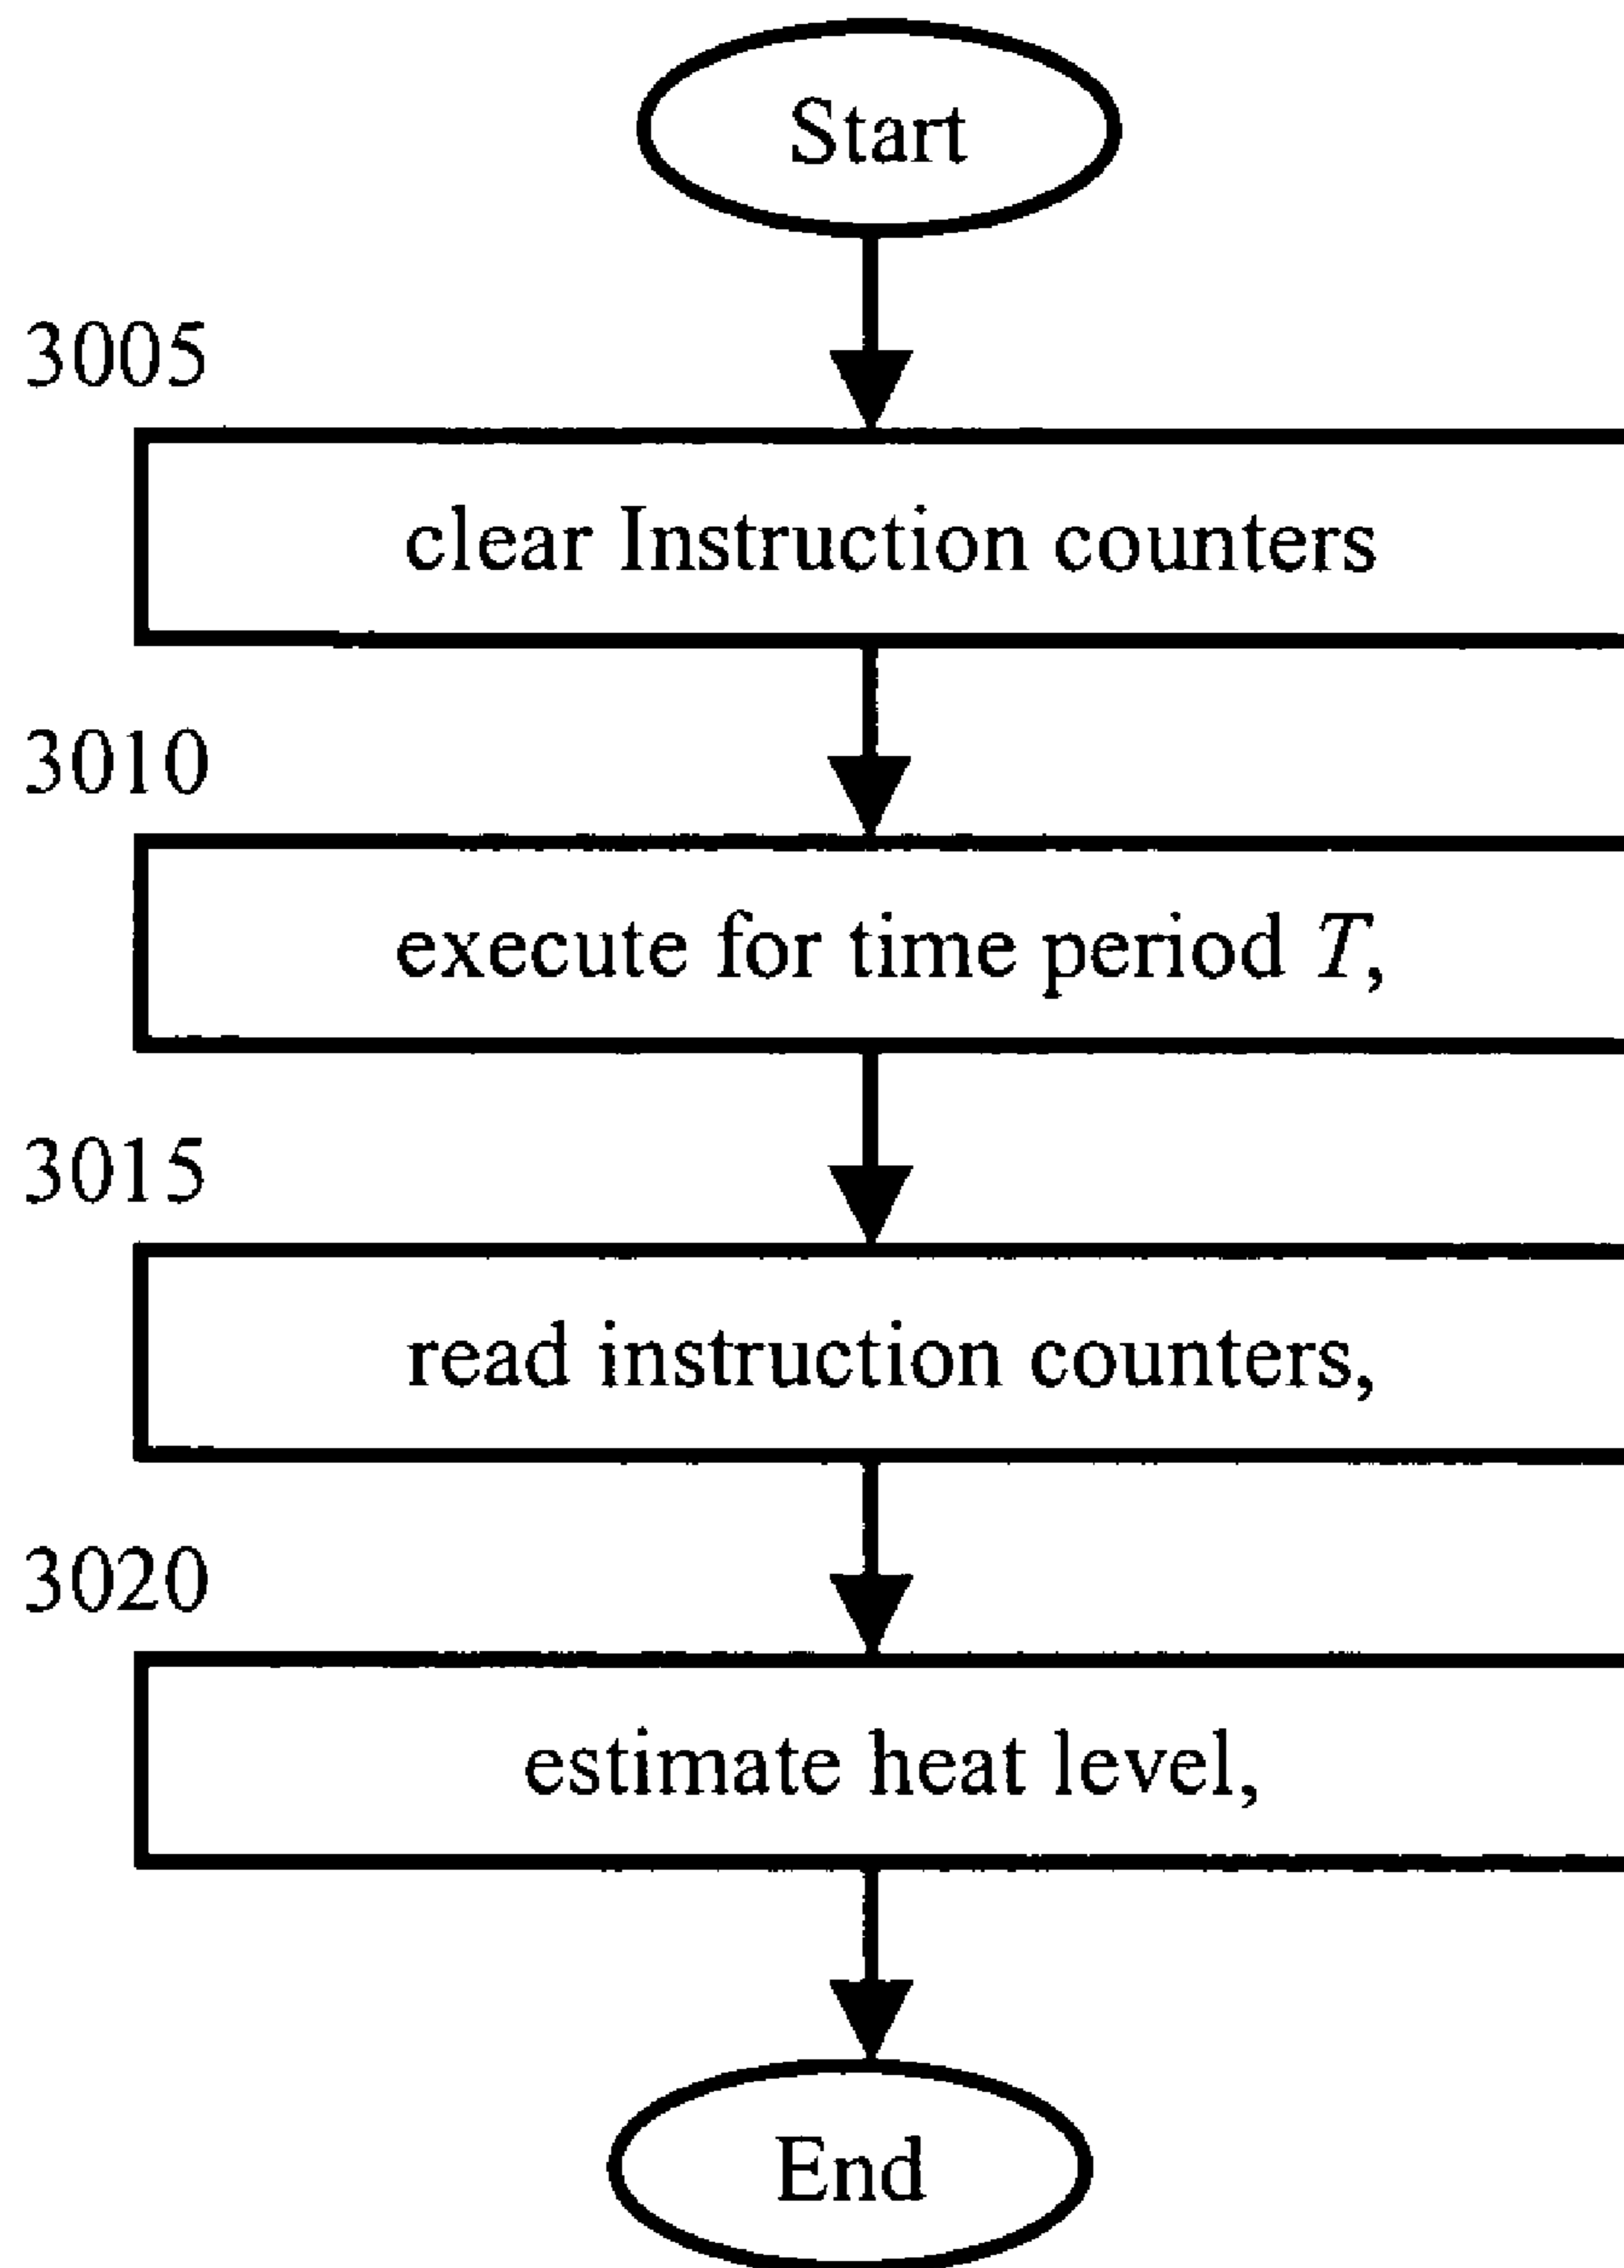 Start
3005
clear Instruction counters
3010
execute for time period T,
3015
read instruction counters,
3020
estimate heat level,
End